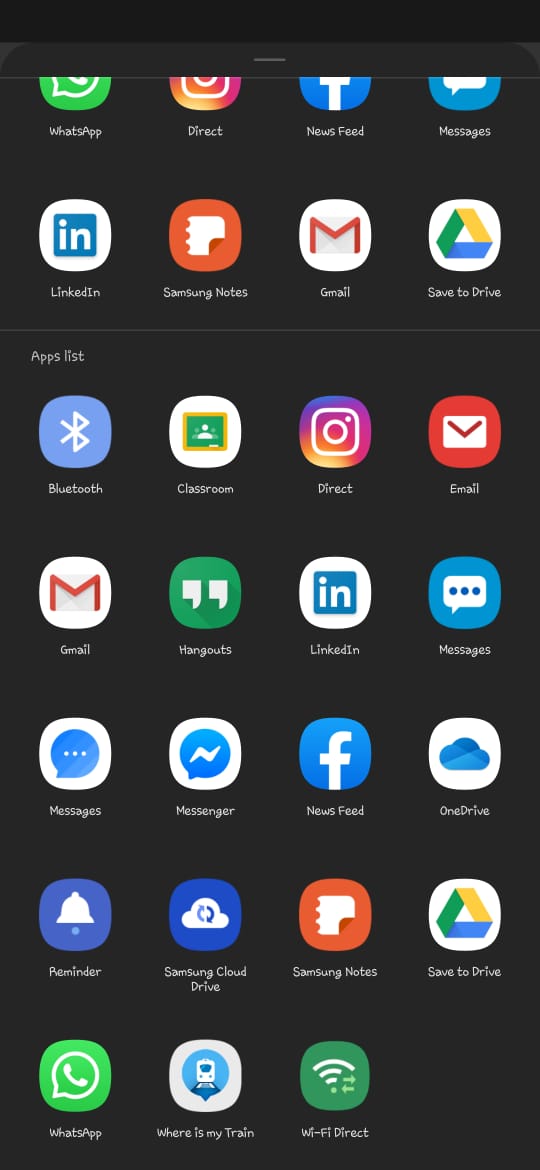 WhatsApp
Direct
News Feed
Messages
in
LinkedIn
Samsung Notes
Gmail
Save to Drive
Apps list
Bluetooth
Classroom
Direct
Email
in
Gmail
Hangouts
LinkedIn
Messages
Messages
Messenger
News Feed
OneDrive
Reminder
Samsung Cloud
Drive
Samsung Notes
Save to Drive
WhatsApp
Where is my Train
Wi-Fi Direct